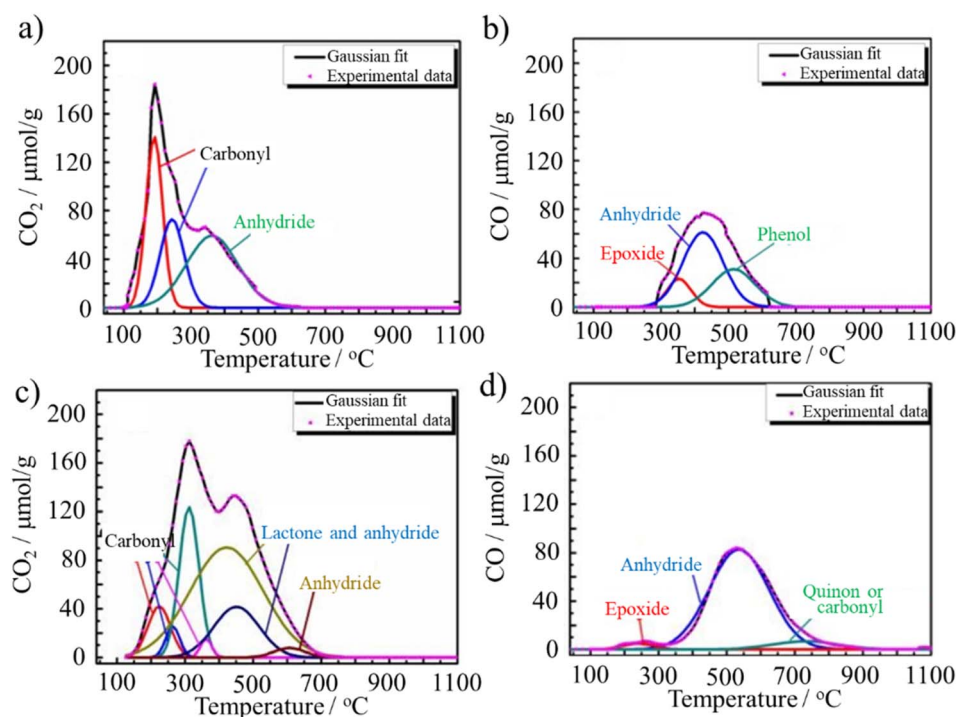 a)
CO₂ / μmol/g
200
160
120
80
40
0
Gaussian fit
Experimental data
Carbonyl
Anhydride
100 300 500 700 900 1100
Temperature / °C
b)
CO / μmol/g
200
160
120
80
40
0
Gaussian fit
Experimental data
Anhydride
Epoxide
Phenol
100 300 500 700 900 1100
Temperature / °C
c)
CO₂ / μmol/g
200
160
120
80
40
0
Gaussian fit
Experimental data
Carbonyl
Lactone and anhydride
Anhydride
100 300 500 700 900 1100
Temperature / °C
d)
CO / μmol/g
200
160
120
80
40
0
Gaussian fit
Experimental data
Anhydride
Epoxide
Quinon or
carbonyl
100 300 500 700 900 1100
Temperature / °C